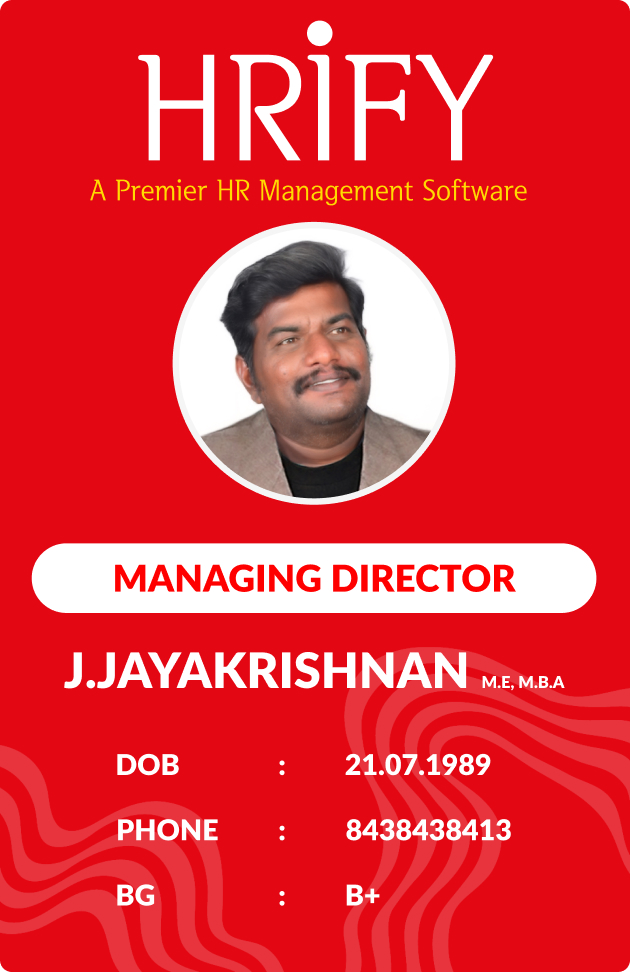 HRiFY
A Premier HR Management Software
MANAGING DIRECTOR
J.JAYAKRISHNAN M.E, M.B.A
DOB : 21.07.1989
PHONE : 8438438413
BG : B+